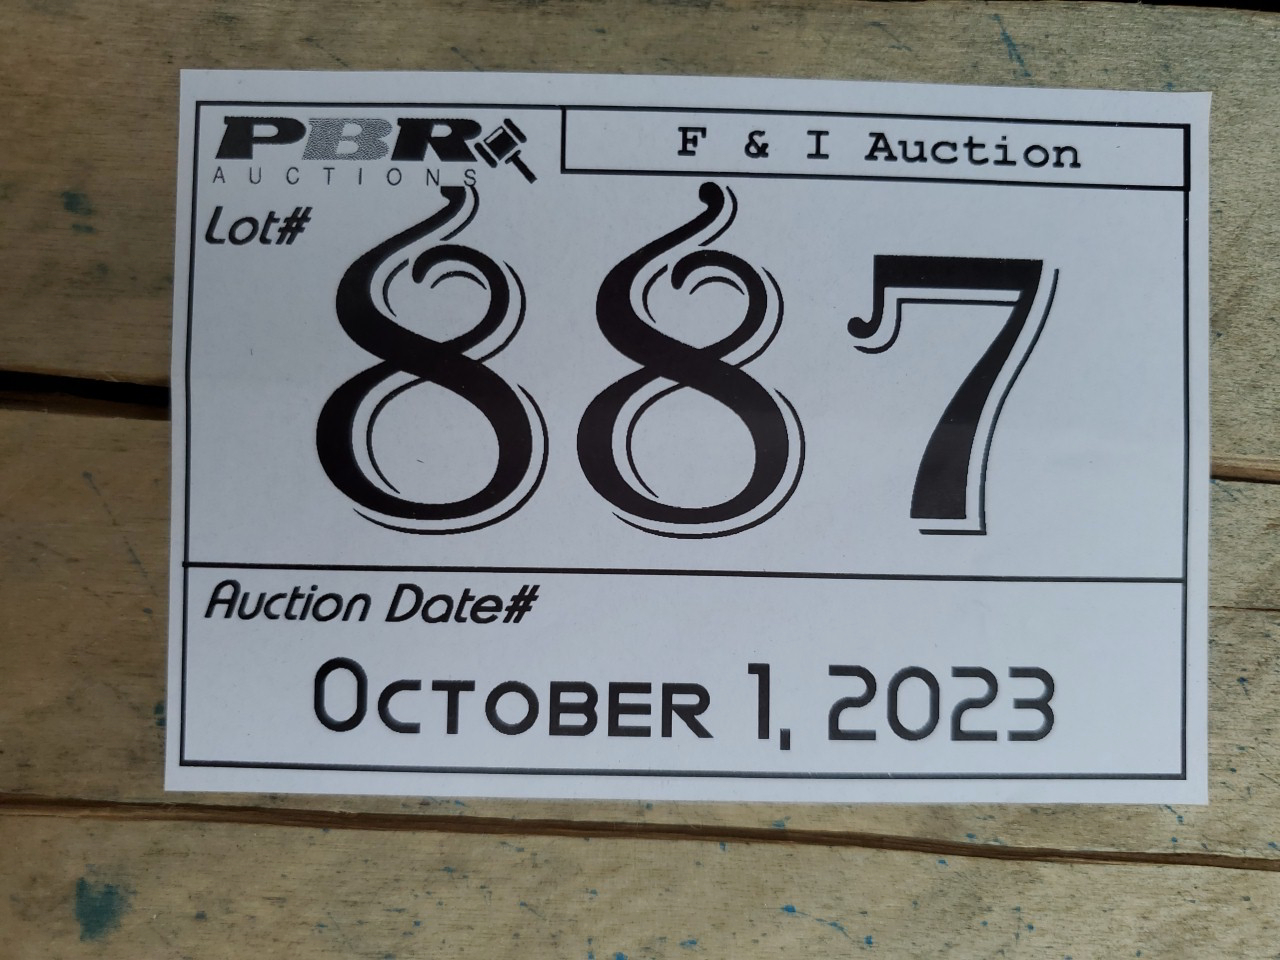 PBR
AUCTIONS
F & I Auction
Lot#
887
Auction Date#
October 1, 2023